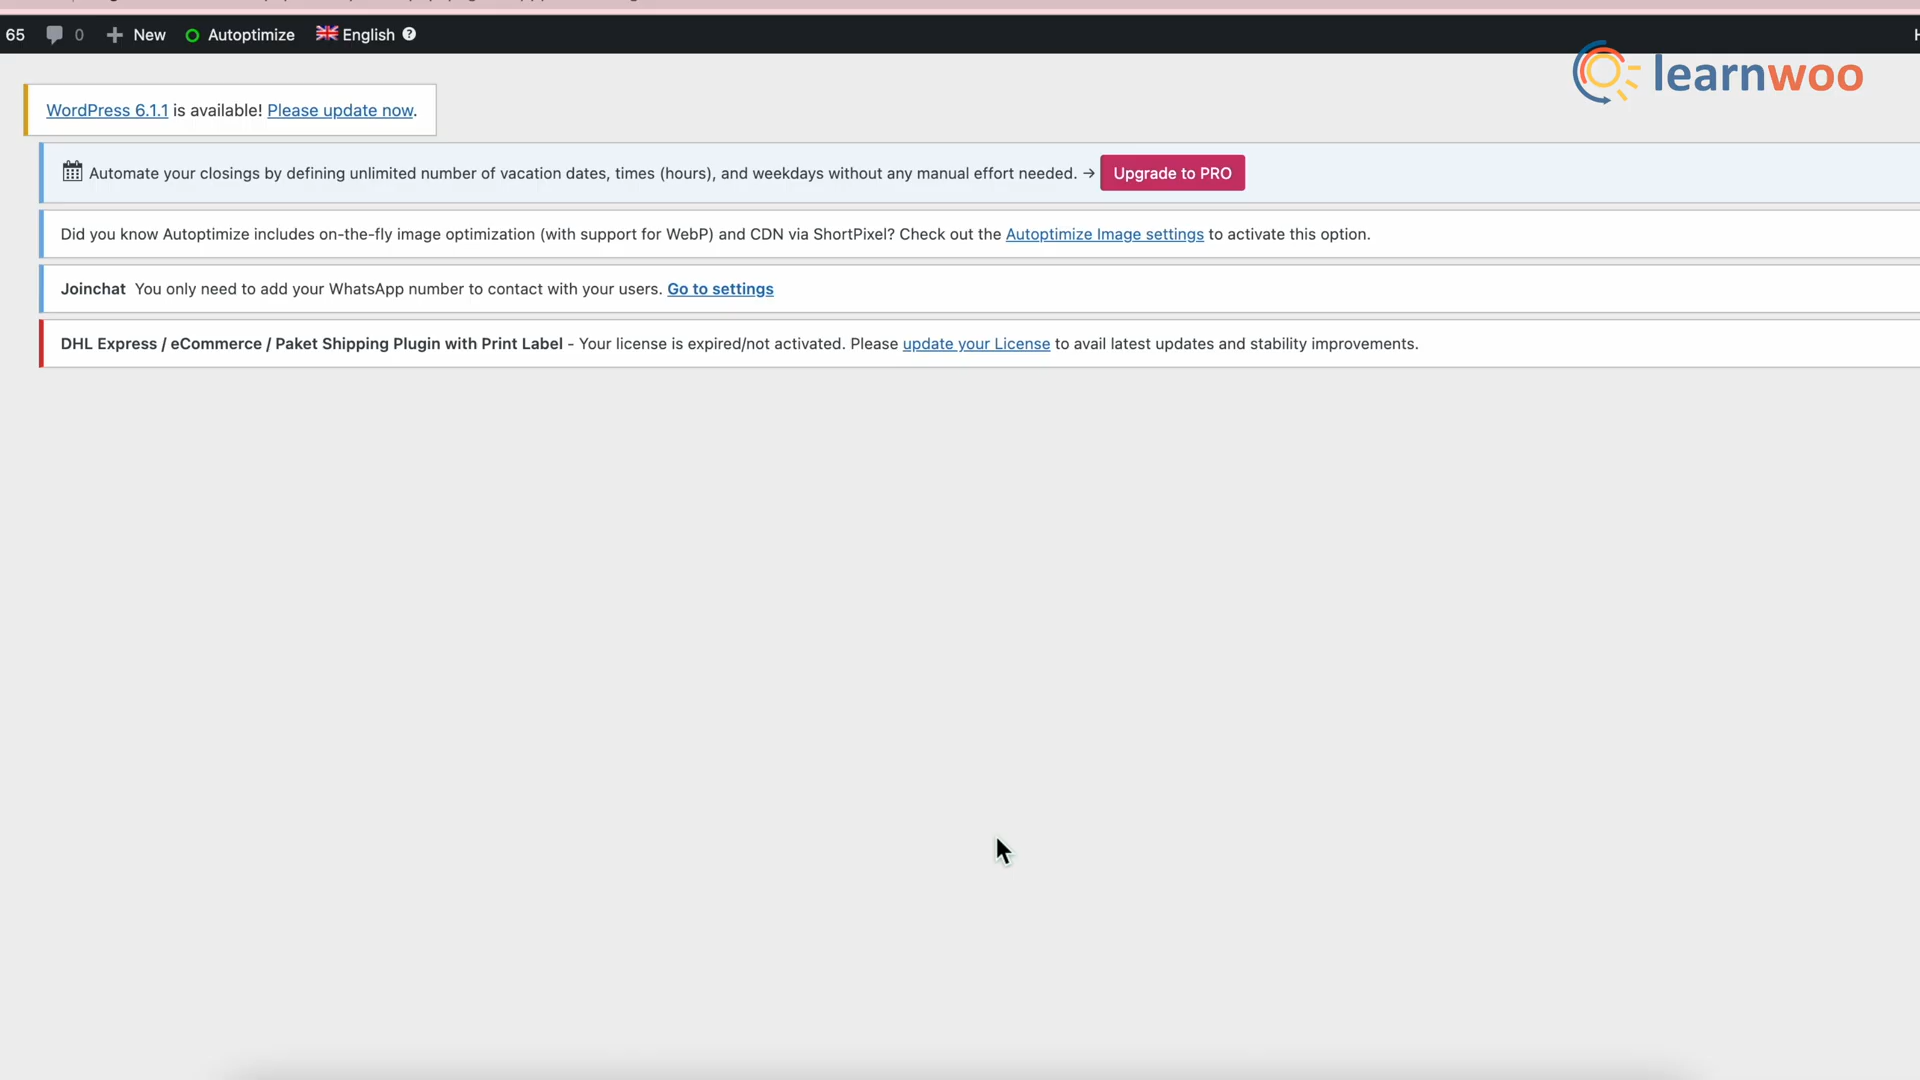 65 0 New Autoptimize English ?
learnwoo
WordPress 6.1.1 is available! Please update now.
Automate your closings by defining unlimited number of vacation dates, times (hours), and weekdays without any manual effort needed. → Upgrade to PRO
Did you know Autoptimize includes on-the-fly image optimization (with support for WebP) and CDN via ShortPixel? Check out the Autoptimize Image settings to activate this option.
Joinchat You only need to add your WhatsApp number to contact with your users. Go to settings
DHL Express / eCommerce / Paket Shipping Plugin with Print Label - Your license is expired/not activated. Please update your License to avail latest updates and stability improvements.